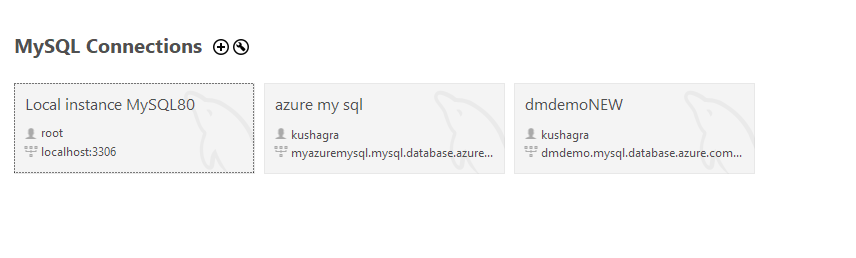 MySQL Connections
Local instance MySQL80
root
localhost:3306
azure my sql
kushagra
myazuremysql.mysql.database.azure...
dmdemoNEW
kushagra
dmdemo.mysql.database.azure.com...